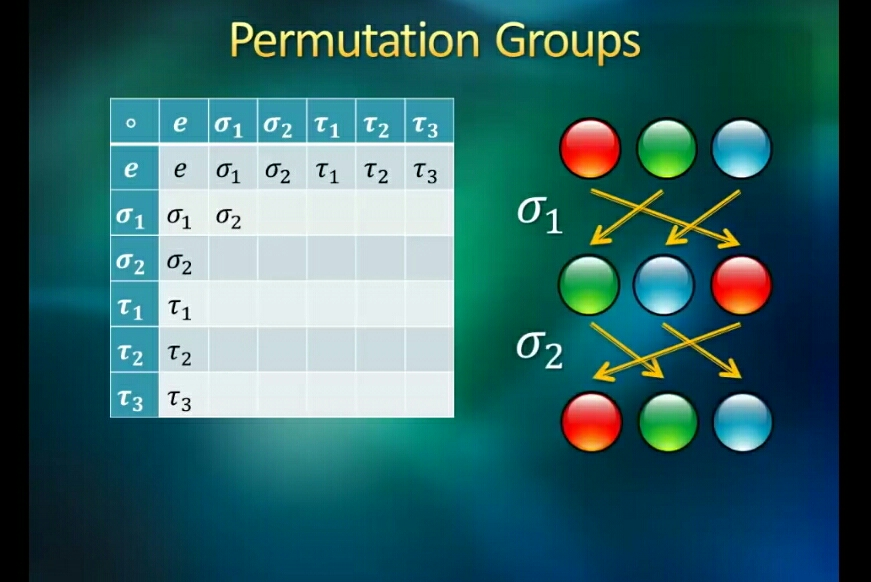 Permutation Groups
∘ e σ₁ σ₂ τ₁ τ₂ τ₃
e e σ₁ σ₂ τ₁ τ₂ τ₃
σ₁ σ₁ σ₂
σ₂ σ₂
τ₁ τ₁
τ₂ τ₂
τ₃ τ₃
σ₁
σ₂